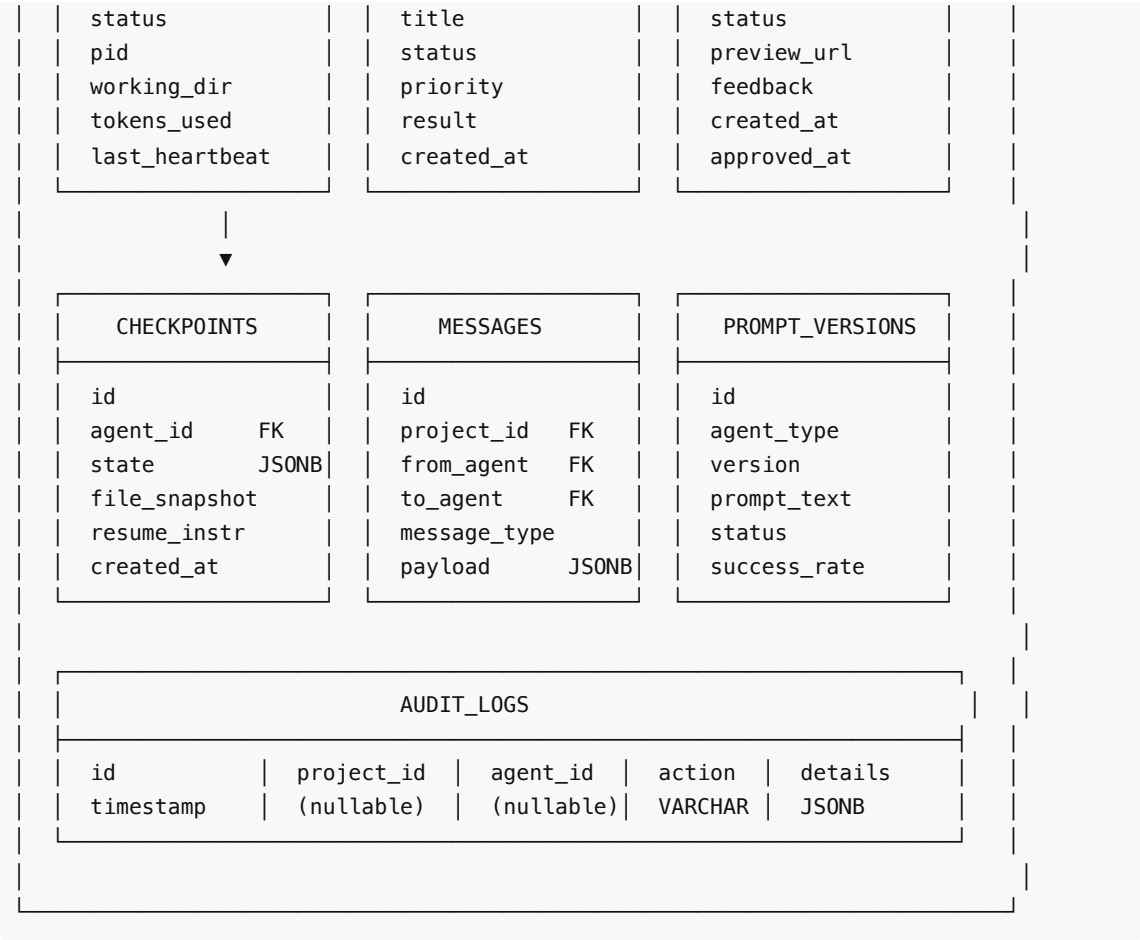 status title status
pid status preview_url
working_dir priority feedback
tokens_used result created_at
last_heartbeat created_at approved_at
CHECKPOINTS MESSAGES PROMPT_VERSIONS
id id id
agent_id FK project_id FK agent_type
state JSONB from_agent FK version
file_snapshot to_agent FK prompt_text
resume_instr message_type status
created_at payload JSONB success_rate
AUDIT_LOGS
id project_id agent_id action details
timestamp (nullable) (nullable) VARCHAR JSONB